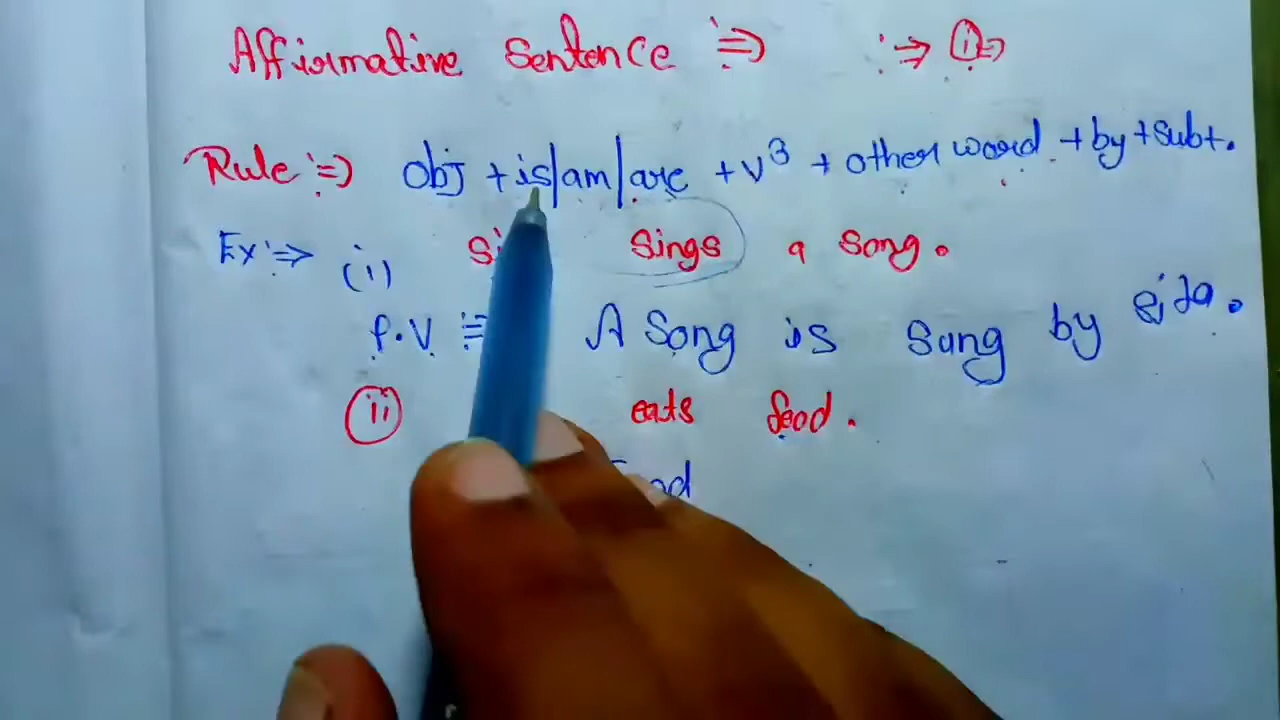 Affirmative Sentence ⇒ : → ① ⇒
Rule ⇒ obj + is/am/are + v³ + other word + by + subt.
Ex ⇒ (i) sings a song.
P.V ⇒ A Song is Sung by sita.
(ii) eats food.